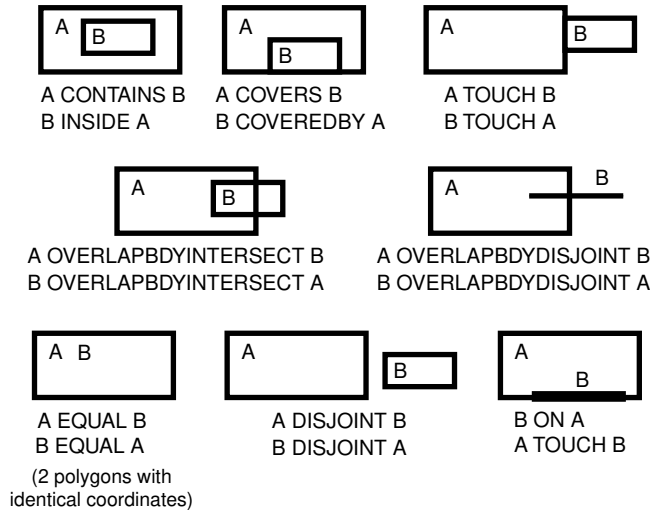 A
B
A CONTAINS B
B INSIDE A
A
B
A COVERS B
B COVEREDBY A
A
B
A TOUCH B
B TOUCH A
A
B
A OVERLAPBDYINTERSECT B
B OVERLAPBDYINTERSECT A
A
B
A OVERLAPBDYDISJOINT B
B OVERLAPBDYDISJOINT A
A B
A EQUAL B
B EQUAL A
(2 polygons with
identical coordinates)
A
B
A DISJOINT B
B DISJOINT A
A
B
B ON A
A TOUCH B